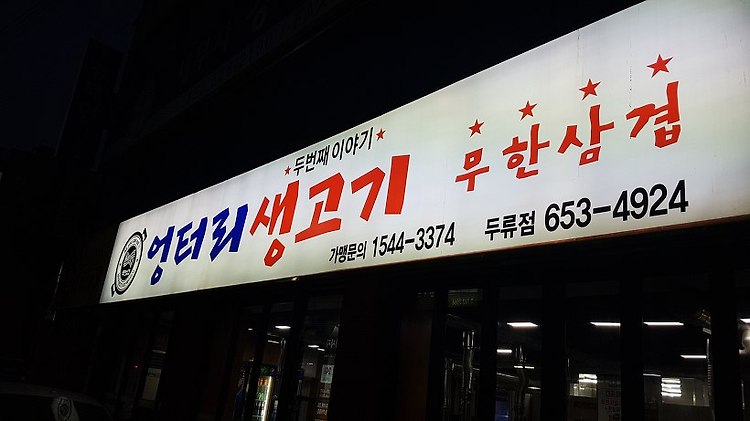 ★두번째 이야기★
엉터리생고기
무한삼겹
가맹문의 1544-3374
두류점 653-4924